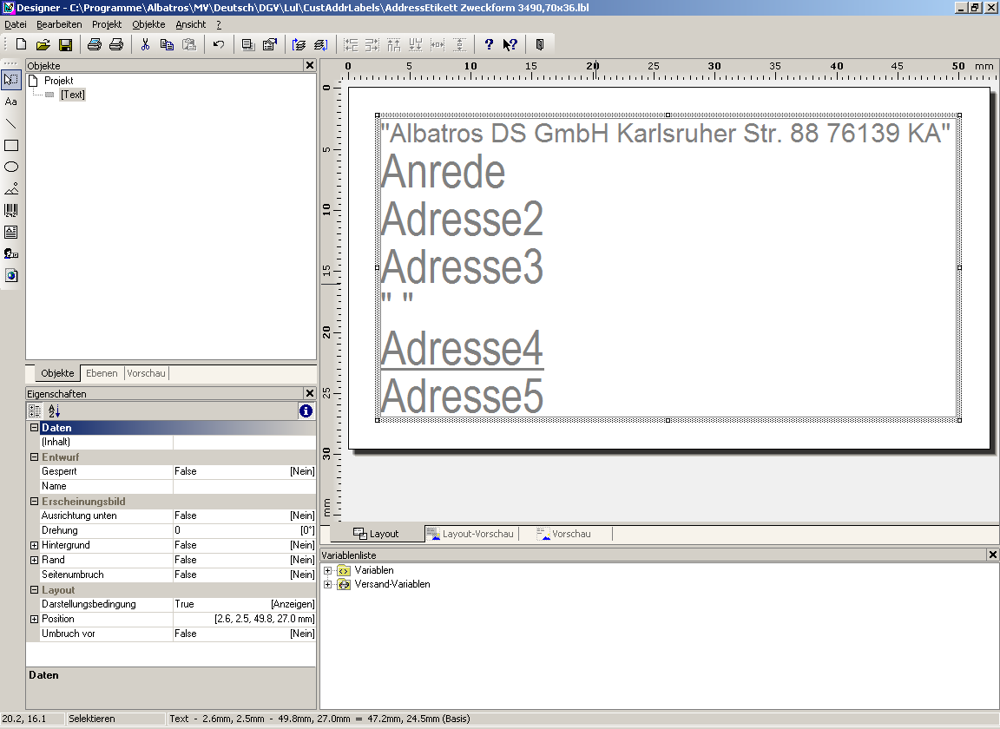 Designer - C:\Programme\Albatros\MV\Deutsch\DGV\Lul\CustAddrLabels\AddressEtikett Zweckform 3490,70x36.lbl
Datei Bearbeiten Projekt Objekte Ansicht ?
Objekte
Projekt
[Text]
Objekte Ebenen Vorschau
Eigenschaften
Daten
(Inhalt)
Entwurf
Gesperrt False [Nein]
Name
Erscheinungsbild
Ausrichtung unten False [Nein]
Drehung 0 [0°]
Hintergrund False [Nein]
Rand False [Nein]
Seitenumbruch False [Nein]
Layout
Darstellungsbedingung True [Anzeigen]
Position [2.6, 2.5, 49.8, 27.0 mm]
Umbruch vor False [Nein]
Daten
0 5 10 15 20 25 30 35 40 45 50 mm
0
5
10
15
20
25
30
mm
"Albatros DS GmbH Karlsruher Str. 88 76139 KA"
Anrede
Adresse2
Adresse3
" "
Adresse4
Adresse5
Layout Layout-Vorschau Vorschau
Variablenliste
Variablen
Versand-Variablen
20.2, 16.1 Selektieren Text - 2.6mm, 2.5mm - 49.8mm, 27.0mm = 47.2mm, 24.5mm (Basis)